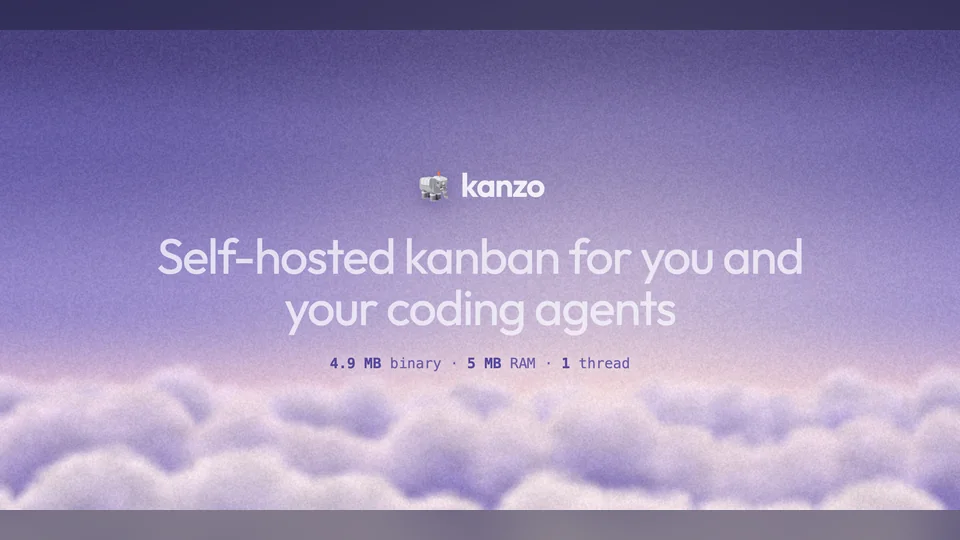 kanzo
Self-hosted kanban for you and
your coding agents
4.9 MB binary · 5 MB RAM · 1 thread